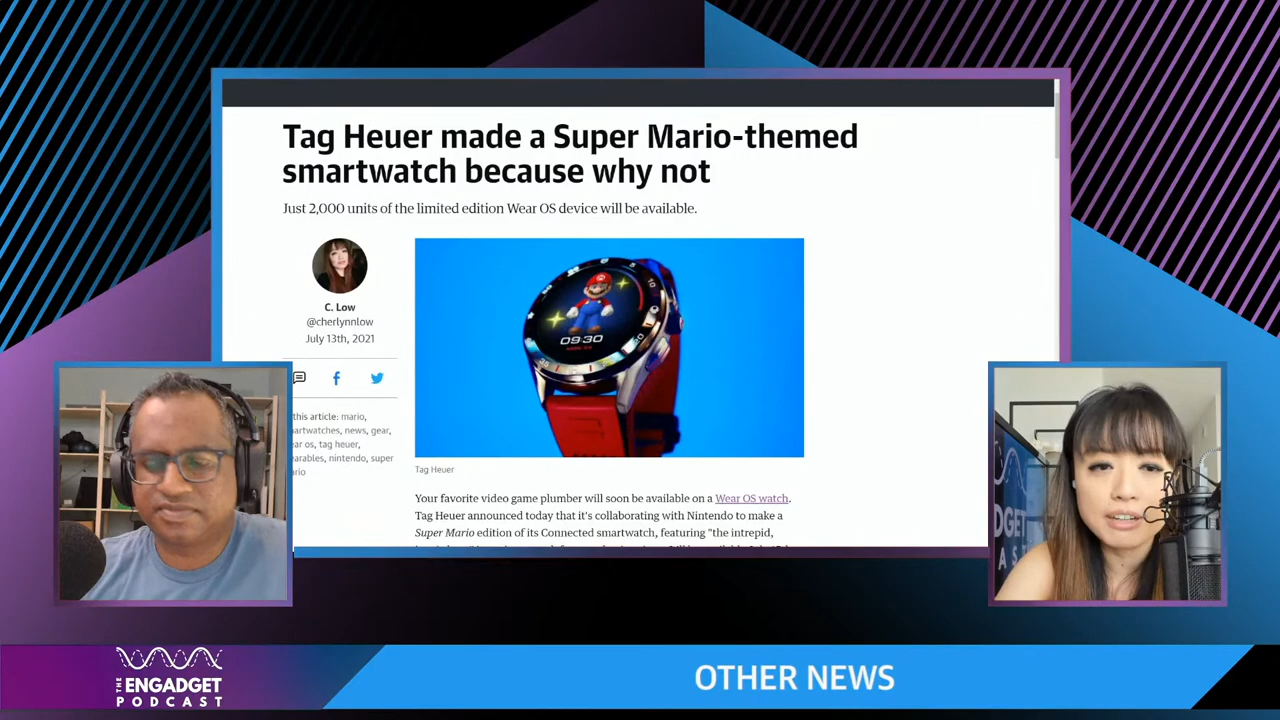 Tag Heuer made a Super Mario-themed
smartwatch because why not
Just 2,000 units of the limited edition Wear OS device will be available.
C. Low
@cherlynnlow
July 13th, 2021
this article: mario,
artwatches, news, gear,
ear os, tag heuer,
earables, nintendo, super
ario
09:30
Tag Heuer
Your favorite video game plumber will soon be available on a Wear OS watch.
Tag Heuer announced today that it's collaborating with Nintendo to make a
Super Mario edition of its Connected smartwatch, featuring "the intrepid,
THE
ENGADGET
PODCAST
OTHER NEWS